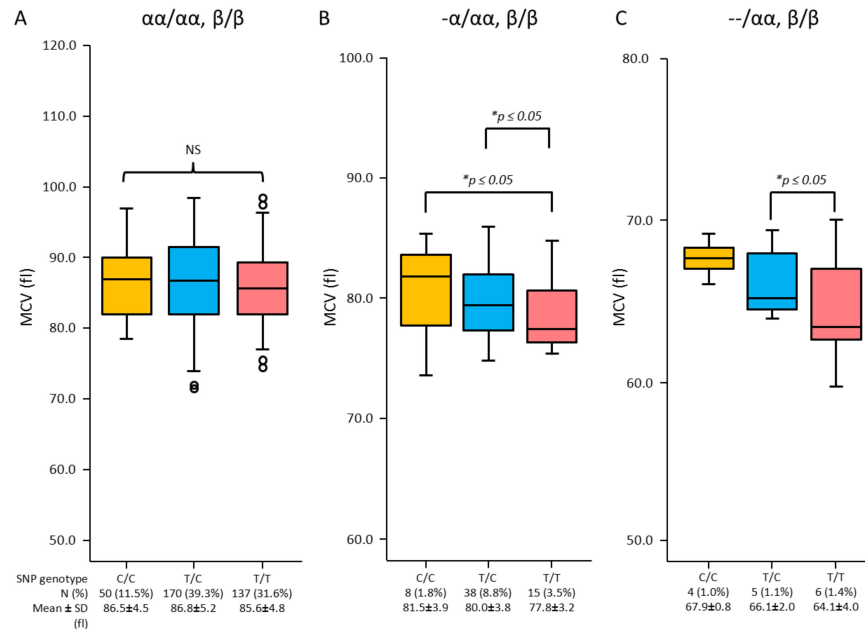 A αα/αα, β/β
120.0
110.0
100.0
90.0
80.0
70.0
60.0
50.0
MCV (fl)
NS
B -α/αα, β/β
100.0
90.0
80.0
70.0
60.0
MCV (fl)
*p ≤ 0.05
*p ≤ 0.05
C --/αα, β/β
80.0
70.0
60.0
50.0
MCV (fl)
*p ≤ 0.05
SNP genotype C/C T/C T/T C/C T/C T/T C/C T/C T/T
N (%) 50 (11.5%) 170 (39.3%) 137 (31.6%) 8 (1.8%) 38 (8.8%) 15 (3.5%) 4 (1.0%) 5 (1.1%) 6 (1.4%)
Mean ± SD 86.5±4.5 86.8±5.2 85.6±4.8 81.5±3.9 80.0±3.8 77.8±3.2 67.9±0.8 66.1±2.0 64.1±4.0
(fl)